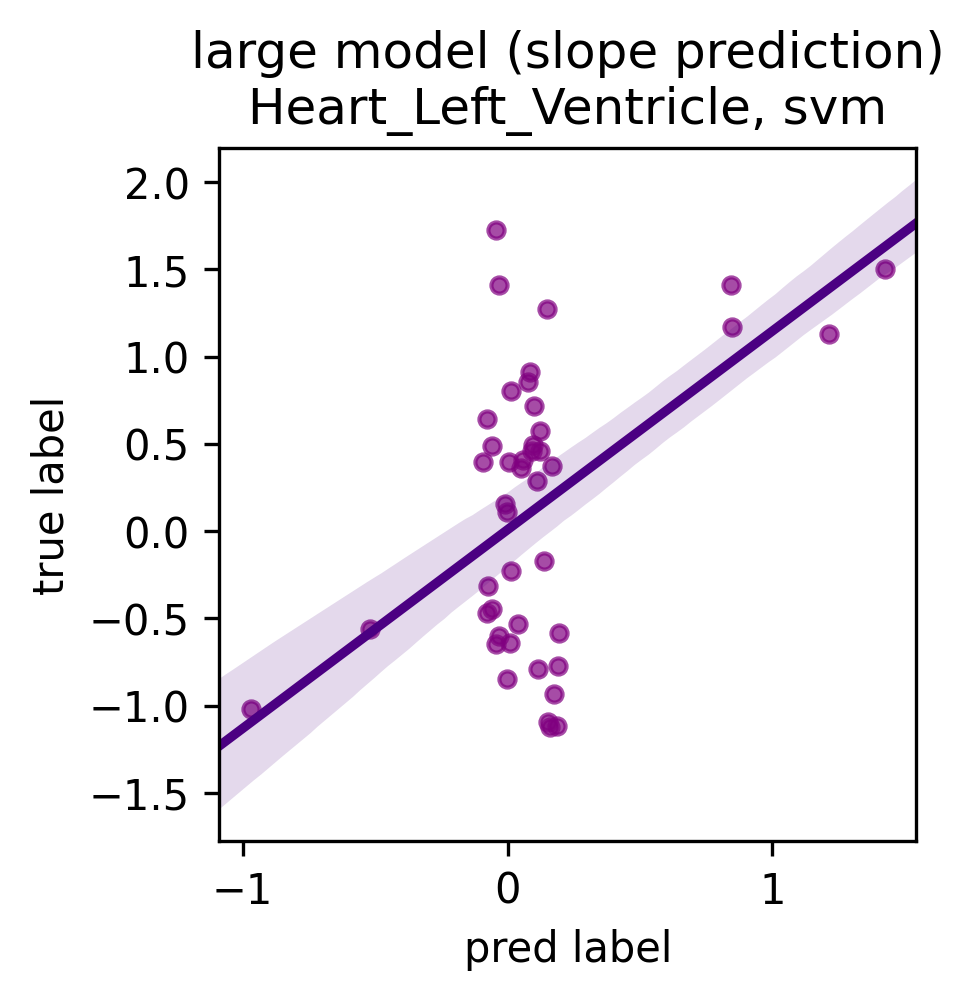 large model (slope prediction)
Heart_Left_Ventricle, svm
2.0
1.5
1.0
0.5
0.0
−0.5
−1.0
−1.5
true label
−1
0
1
pred label